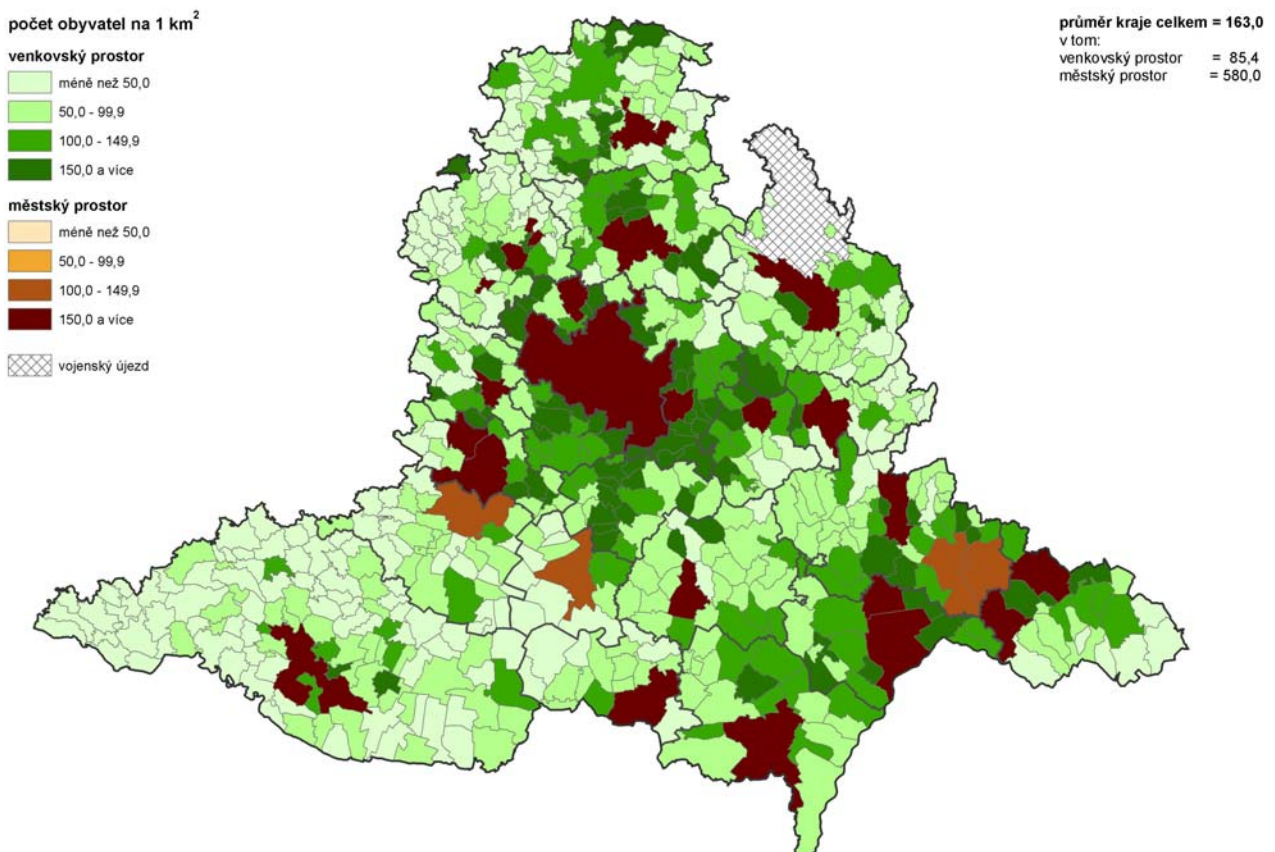 počet obyvatel na 1 km²
venkovský prostor
méně než 50,0
50,0 - 99,9
100,0 - 149,9
150,0 a více
městský prostor
méně než 50,0
50,0 - 99,9
100,0 - 149,9
150,0 a více
vojenský újezd
průměr kraje celkem = 163,0
v tom:
venkovský prostor = 85,4
městský prostor = 580,0